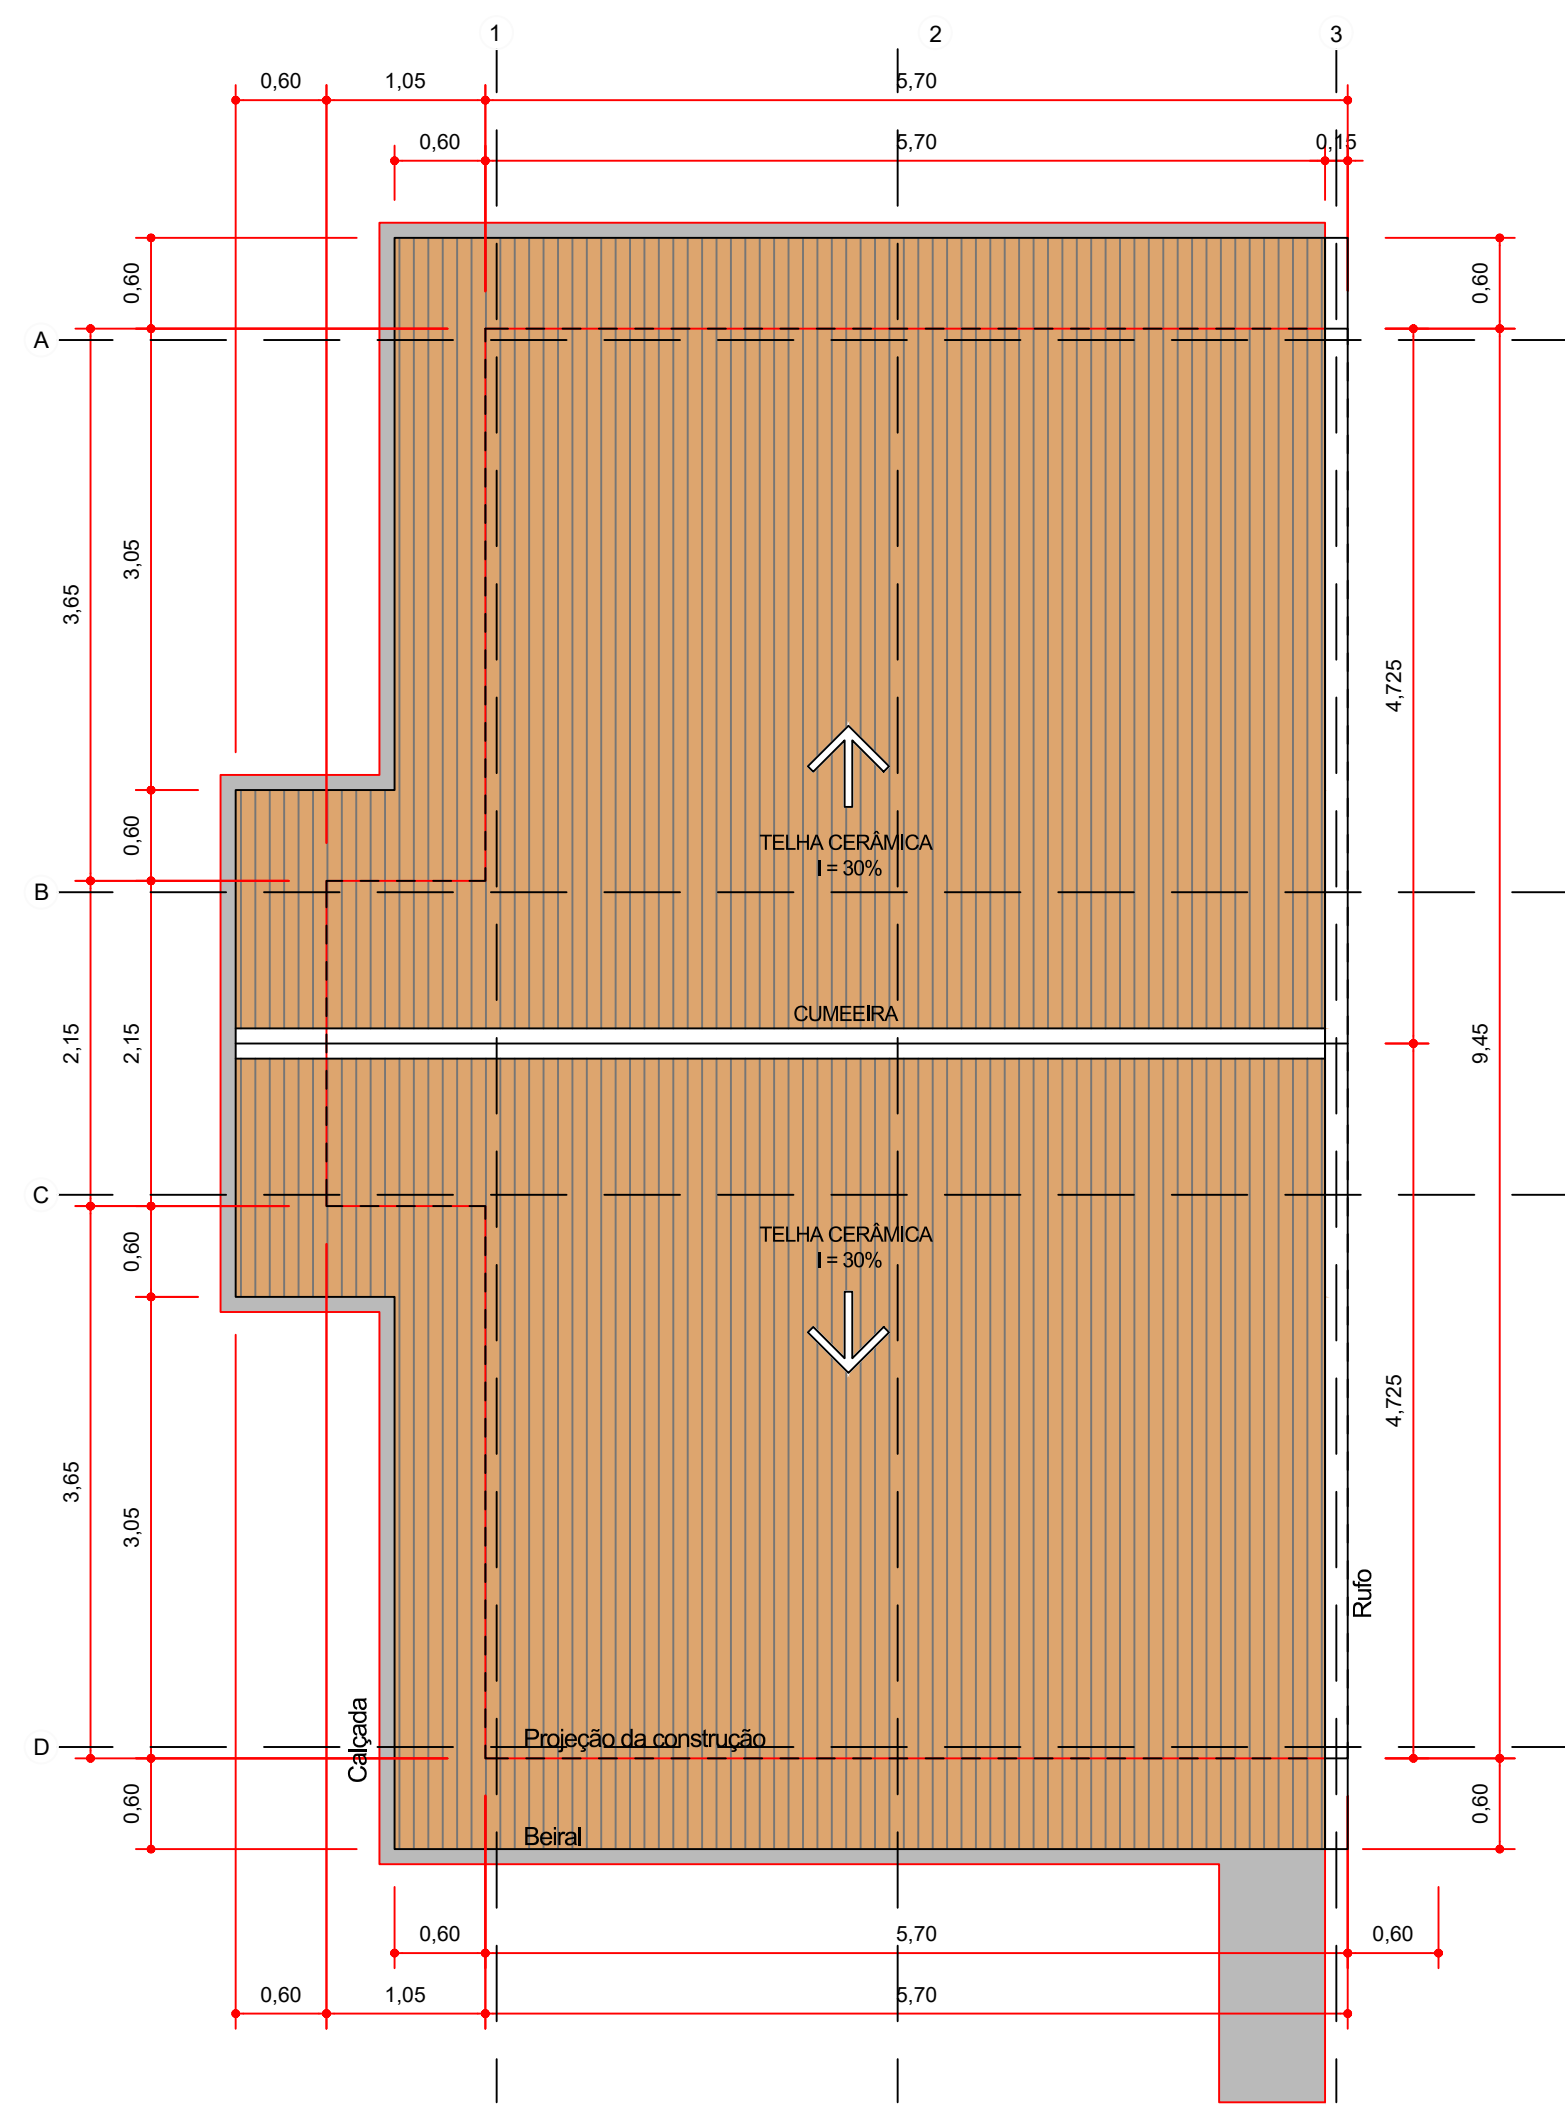 1
2
3
0,60
1,05
5,70
0,60
5,70
0,15
0,60
0,60
A
3,05
3,65
4,725
0,60
TELHA CERÂMICA
I = 30%
B
CUMEEIRA
2,15
2,15
9,45
C
TELHA CERÂMICA
I = 30%
0,60
4,725
3,65
3,05
Rufo
Calçada
D
Projeção da construção
0,60
Beiral
0,60
0,60
5,70
0,60
0,60
1,05
5,70